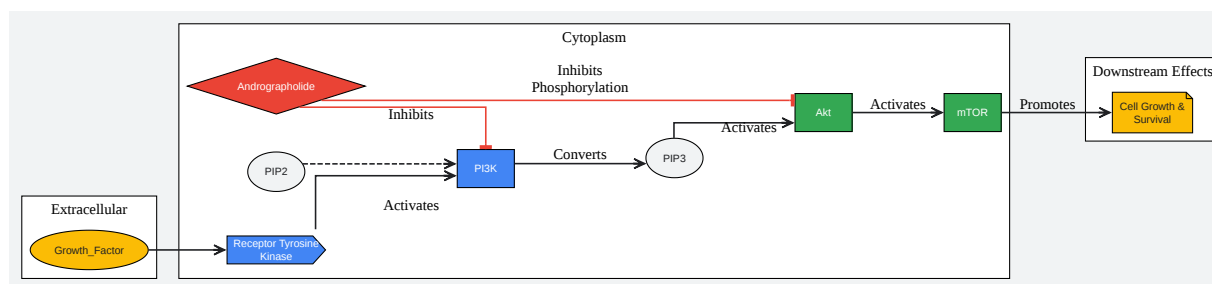 Cytoplasm
Andrographolide
Inhibits
Phosphorylation
Inhibits
Akt
Activates
mTOR
Promotes
Downstream Effects
Cell Growth &
Survival
Activates
PIP2
PI3K
Converts
PIP3
Activates
Extracellular
Growth_Factor
Receptor Tyrosine
Kinase